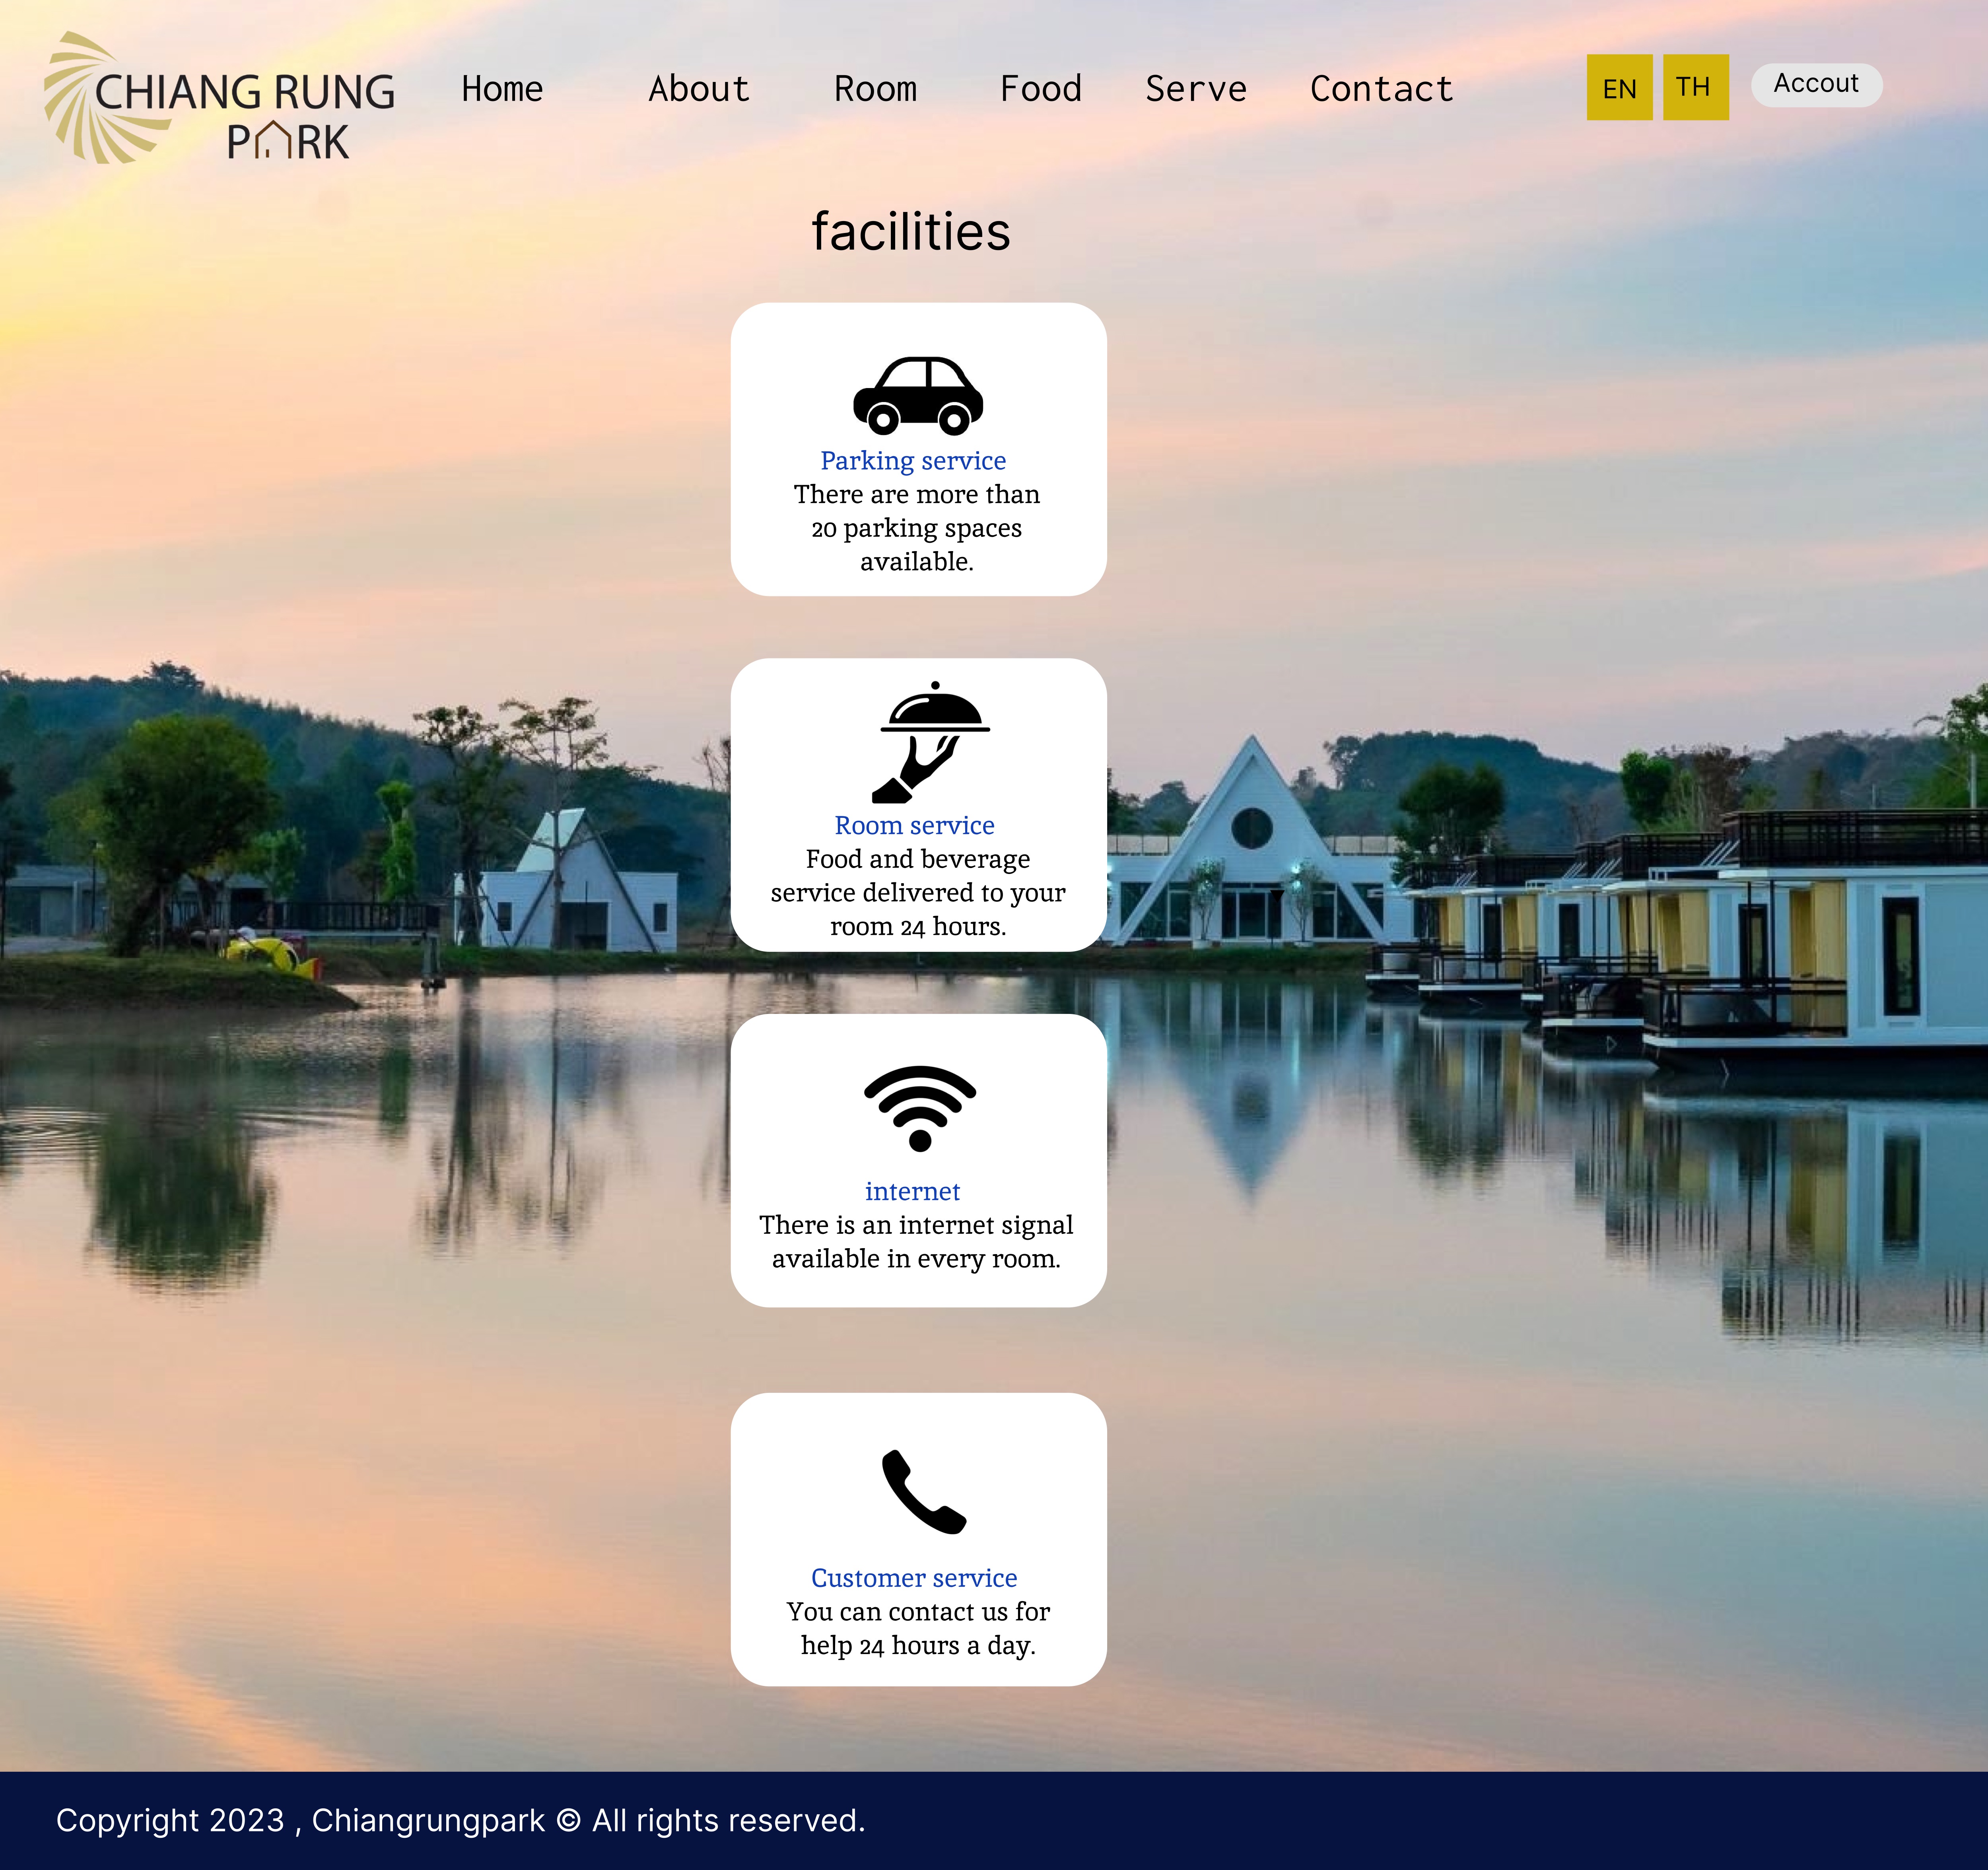 CHIANG RUNG
PARK
Home About Room Food Serve Contact
EN TH Accout
facilities
Parking service
There are more than
20 parking spaces
available.
Room service
Food and beverage
service delivered to your
room 24 hours.
internet
There is an internet signal
available in every room.
Customer service
You can contact us for
help 24 hours a day.
Copyright 2023 , Chiangrungpark © All rights reserved.